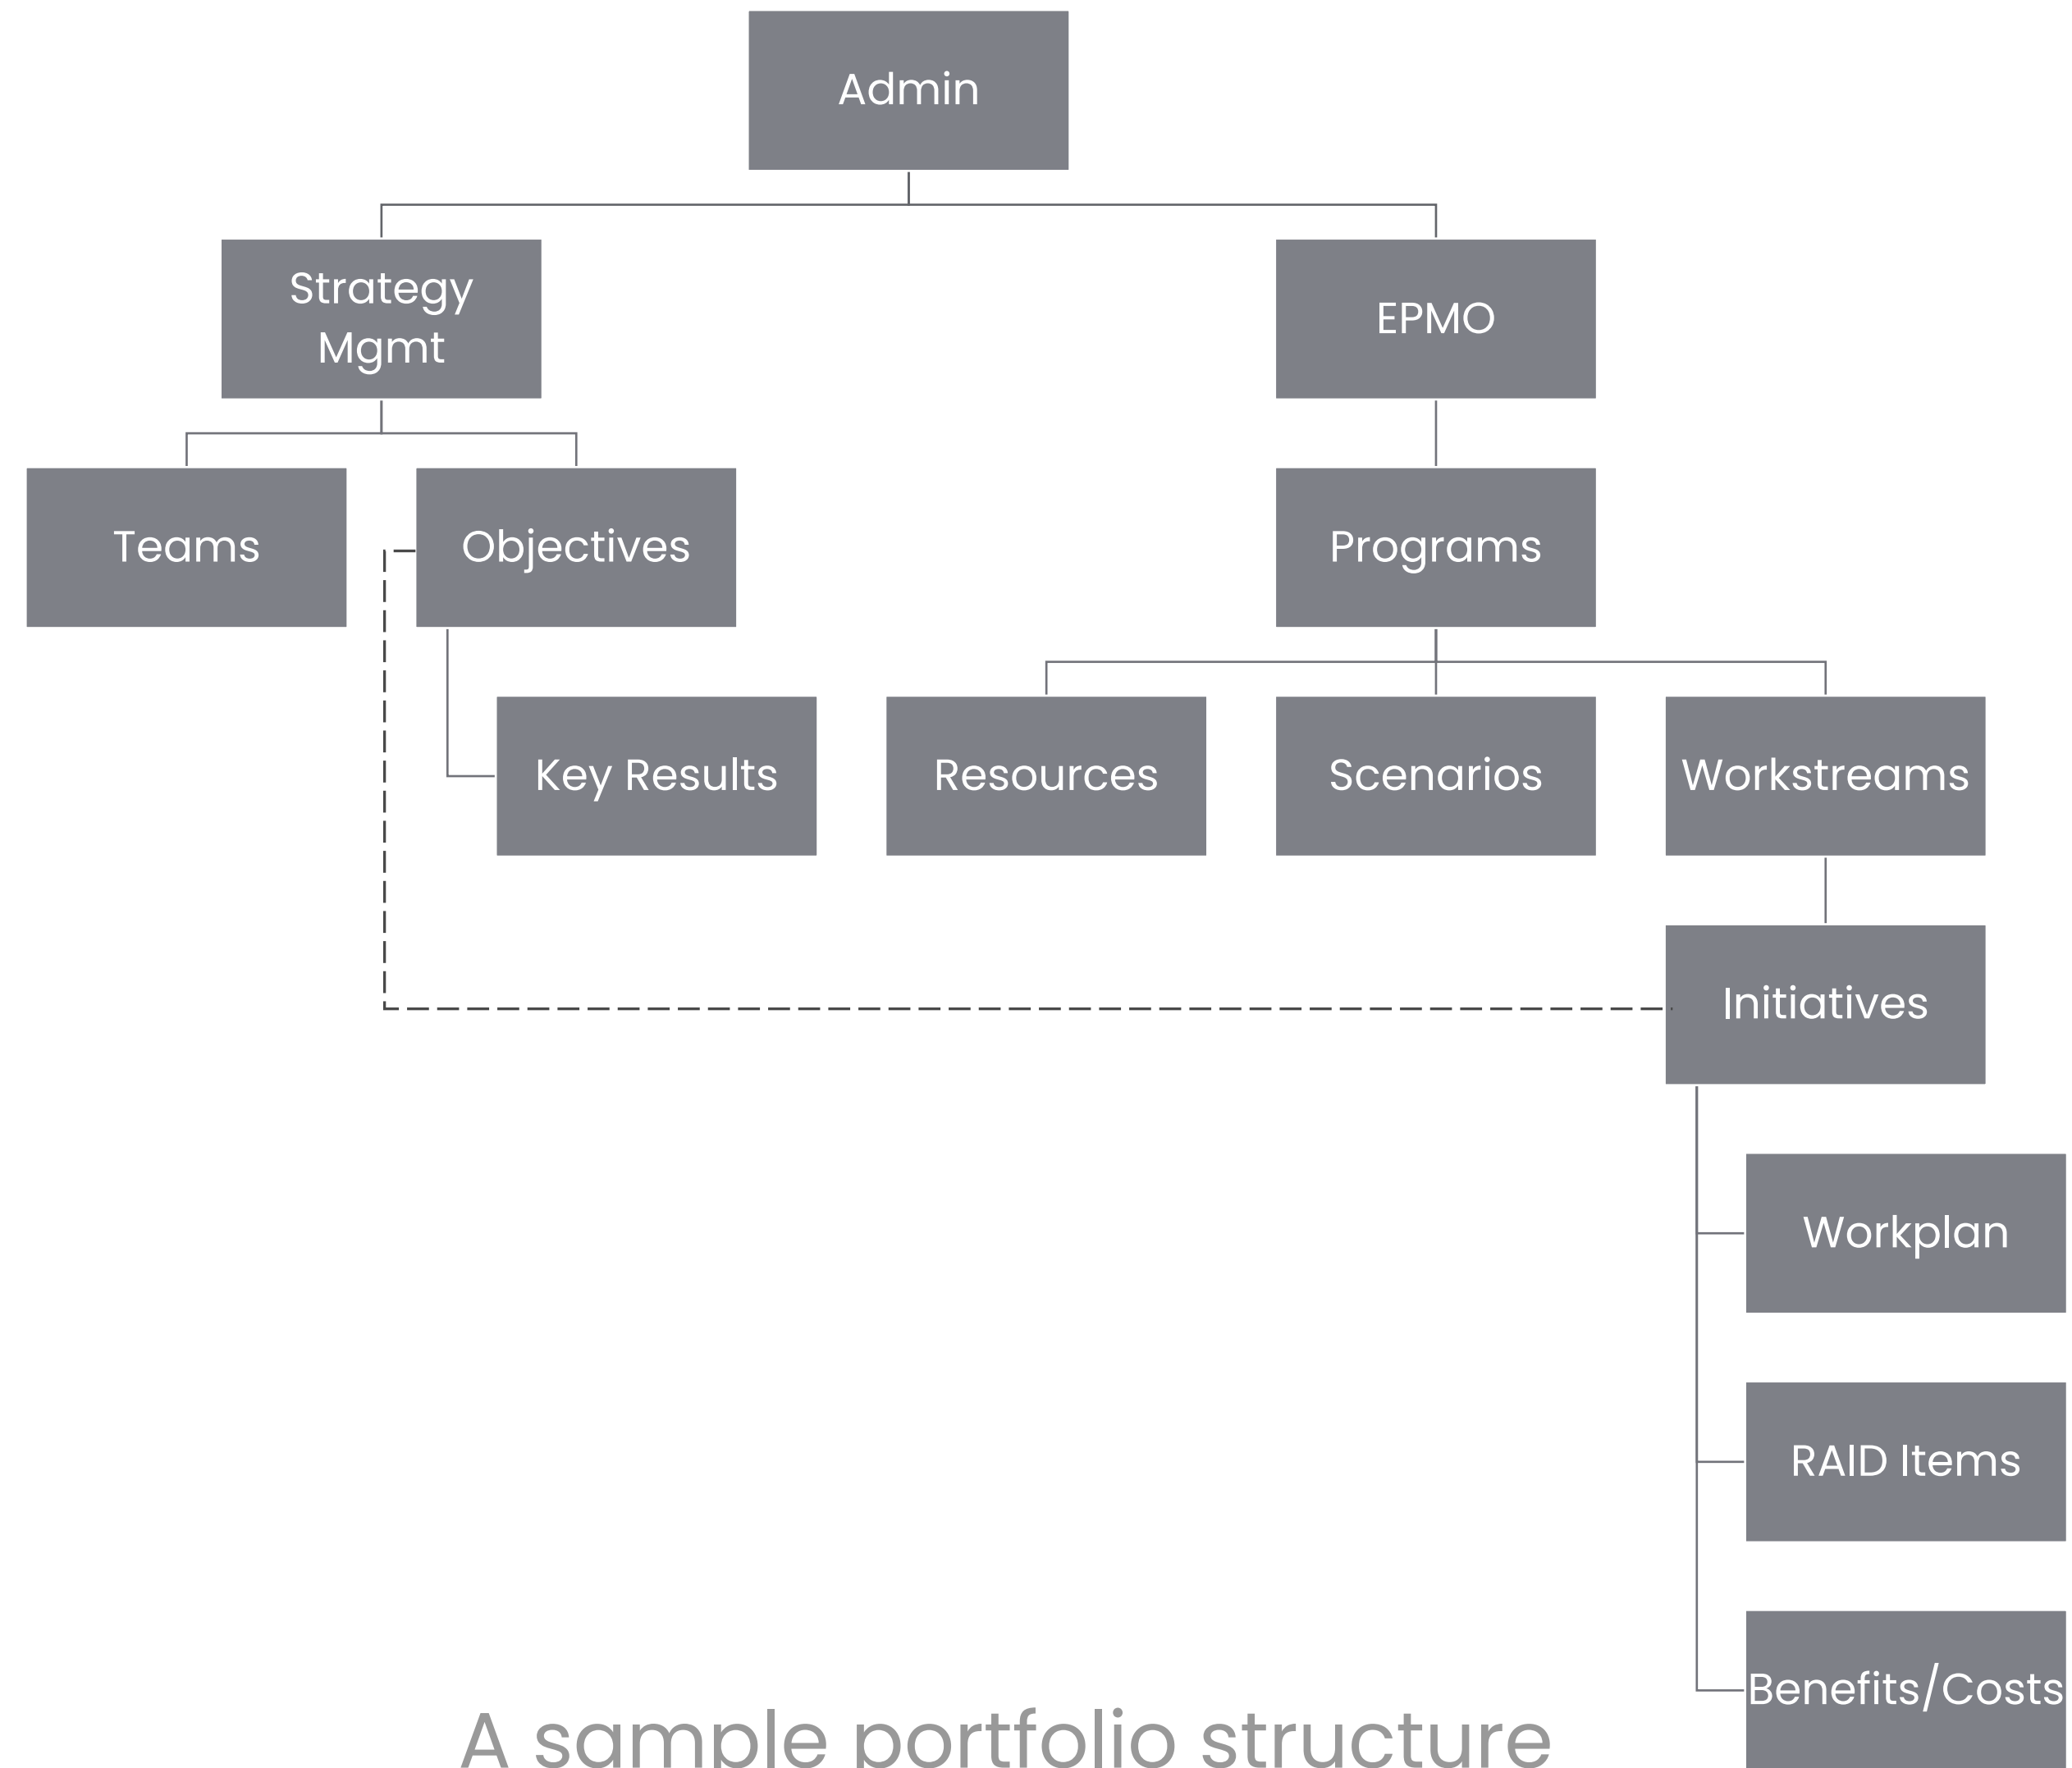 Admin
Strategy
Mgmt
EPMO
Teams
Objectives
Programs
Key Results
Resources
Scenarios
Workstreams
Initiatives
Workplan
RAID Items
Benefits/Costs
A sample portfolio structure